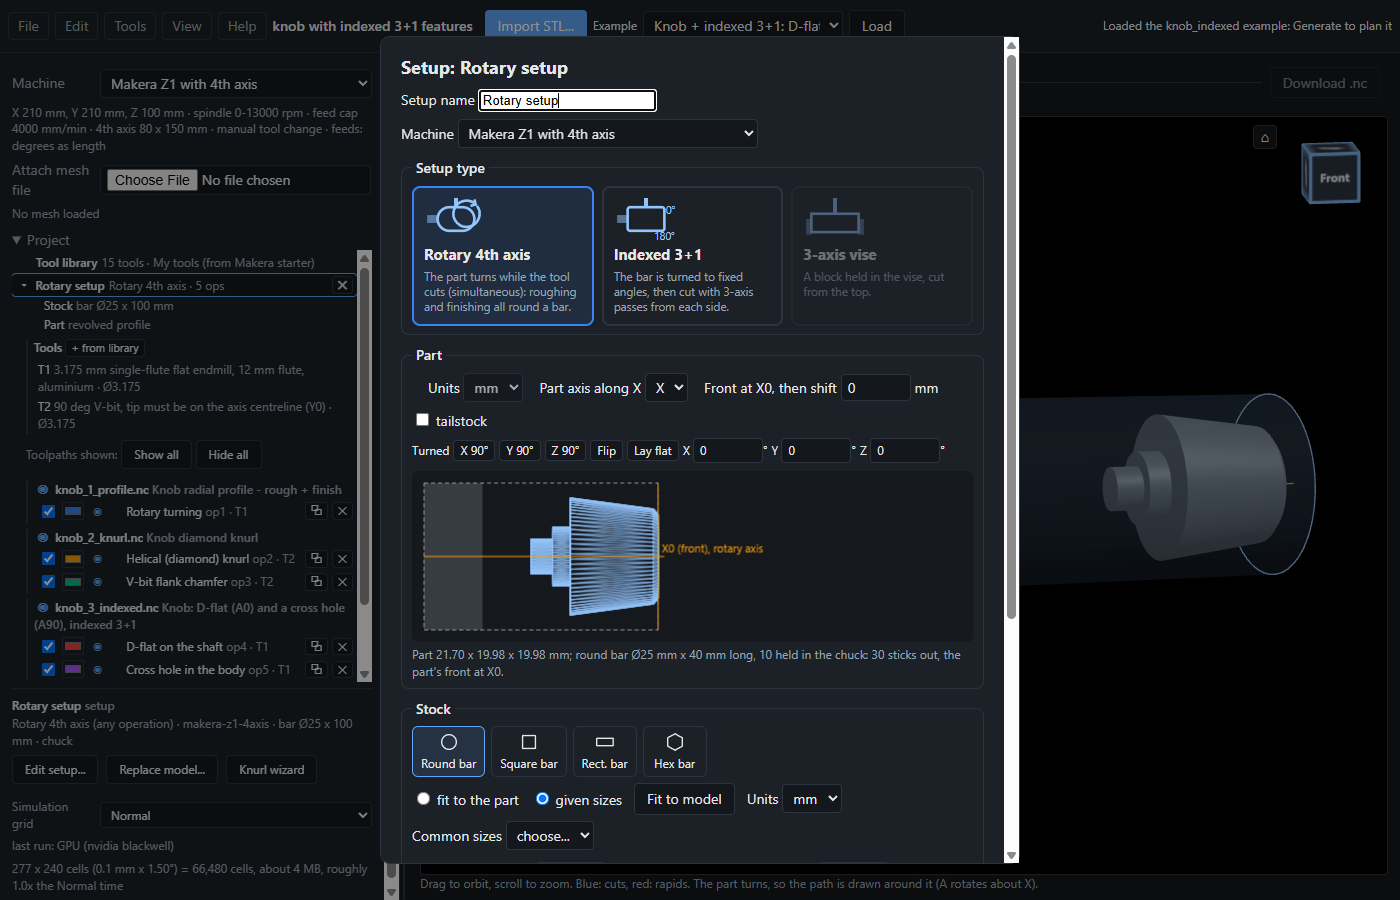 File
Edit
Tools
View
Help
knob with indexed 3+1 features
Import STL...
Example
Knob + indexed 3+1: D-flat
Load
Loaded the knob_indexed example: Generate to plan it
Machine
Makera Z1 with 4th axis
X 210 mm, Y 210 mm, Z 100 mm · spindle 0-13000 rpm · feed cap
4000 mm/min · 4th axis 80 x 150 mm · manual tool change · feeds:
degrees as length
Attach mesh
file
Choose File
No file chosen
No mesh loaded
Project
Tool library 15 tools · My tools (from Makera starter)
Rotary setup Rotary 4th axis · 5 ops
Stock bar Ø25 x 100 mm
Part revolved profile
Tools
+ from library
T1 3.175 mm single-flute flat endmill, 12 mm flute,
aluminium · Ø3.175
T2 90 deg V-bit, tip must be on the axis centreline (Y0) ·
Ø3.175
Toolpaths shown:
Show all
Hide all
knob_1_profile.nc Knob radial profile - rough + finish
Rotary turning op1 · T1
knob_2_knurl.nc Knob diamond knurl
Helical (diamond) knurl op2 · T2
V-bit flank chamfer op3 · T2
knob_3_indexed.nc Knob: D-flat (A0) and a cross hole
(A90), indexed 3+1
D-flat on the shaft op4 · T1
Cross hole in the body op5 · T1
Rotary setup setup
Rotary 4th axis (any operation) · makera-z1-4axis · bar Ø25 x 100
mm · chuck
Edit setup...
Replace model...
Knurl wizard
Simulation
grid
Normal
last run: GPU (nvidia blackwell)
277 x 240 cells (0.1 mm x 1.50°) = 66,480 cells, about 4 MB, roughly
1.0x the Normal time
Setup: Rotary setup
Setup name
Rotary setup
Machine
Makera Z1 with 4th axis
Setup type
Rotary 4th axis
The part turns while the tool
cuts (simultaneous): roughing
and finishing all round a bar.
0°
180°
Indexed 3+1
The bar is turned to fixed
angles, then cut with 3-axis
passes from each side.
3-axis vise
A block held in the vise, cut
from the top.
Part
Units
mm
Part axis along X
X
Front at X0, then shift
0
mm
tailstock
Turned
X 90°
Y 90°
Z 90°
Flip
Lay flat
X
0
°
Y
0
°
Z
0
°
X0 (front), rotary axis
Part 21.70 x 19.98 x 19.98 mm; round bar Ø25 mm x 40 mm long, 10 held in the chuck: 30 sticks out, the
part's front at X0.
Stock
Round bar
Square bar
Rect. bar
Hex bar
fit to the part
given sizes
Fit to model
Units
mm
Common sizes
choose...
Download .nc
⌂
Front
Drag to orbit, scroll to zoom. Blue: cuts, red: rapids. The part turns, so the path is drawn around it (A rotates about X).